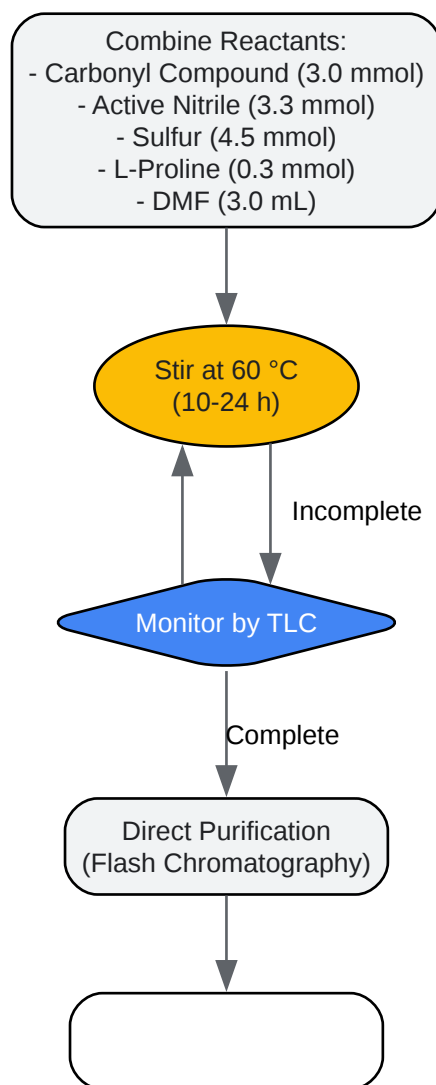 Combine Reactants:
- Carbonyl Compound (3.0 mmol)
- Active Nitrile (3.3 mmol)
- Sulfur (4.5 mmol)
- L-Proline (0.3 mmol)
- DMF (3.0 mL)
Stir at 60 °C
(10-24 h)
Incomplete
Monitor by TLC
Complete
Direct Purification
(Flash Chromatography)